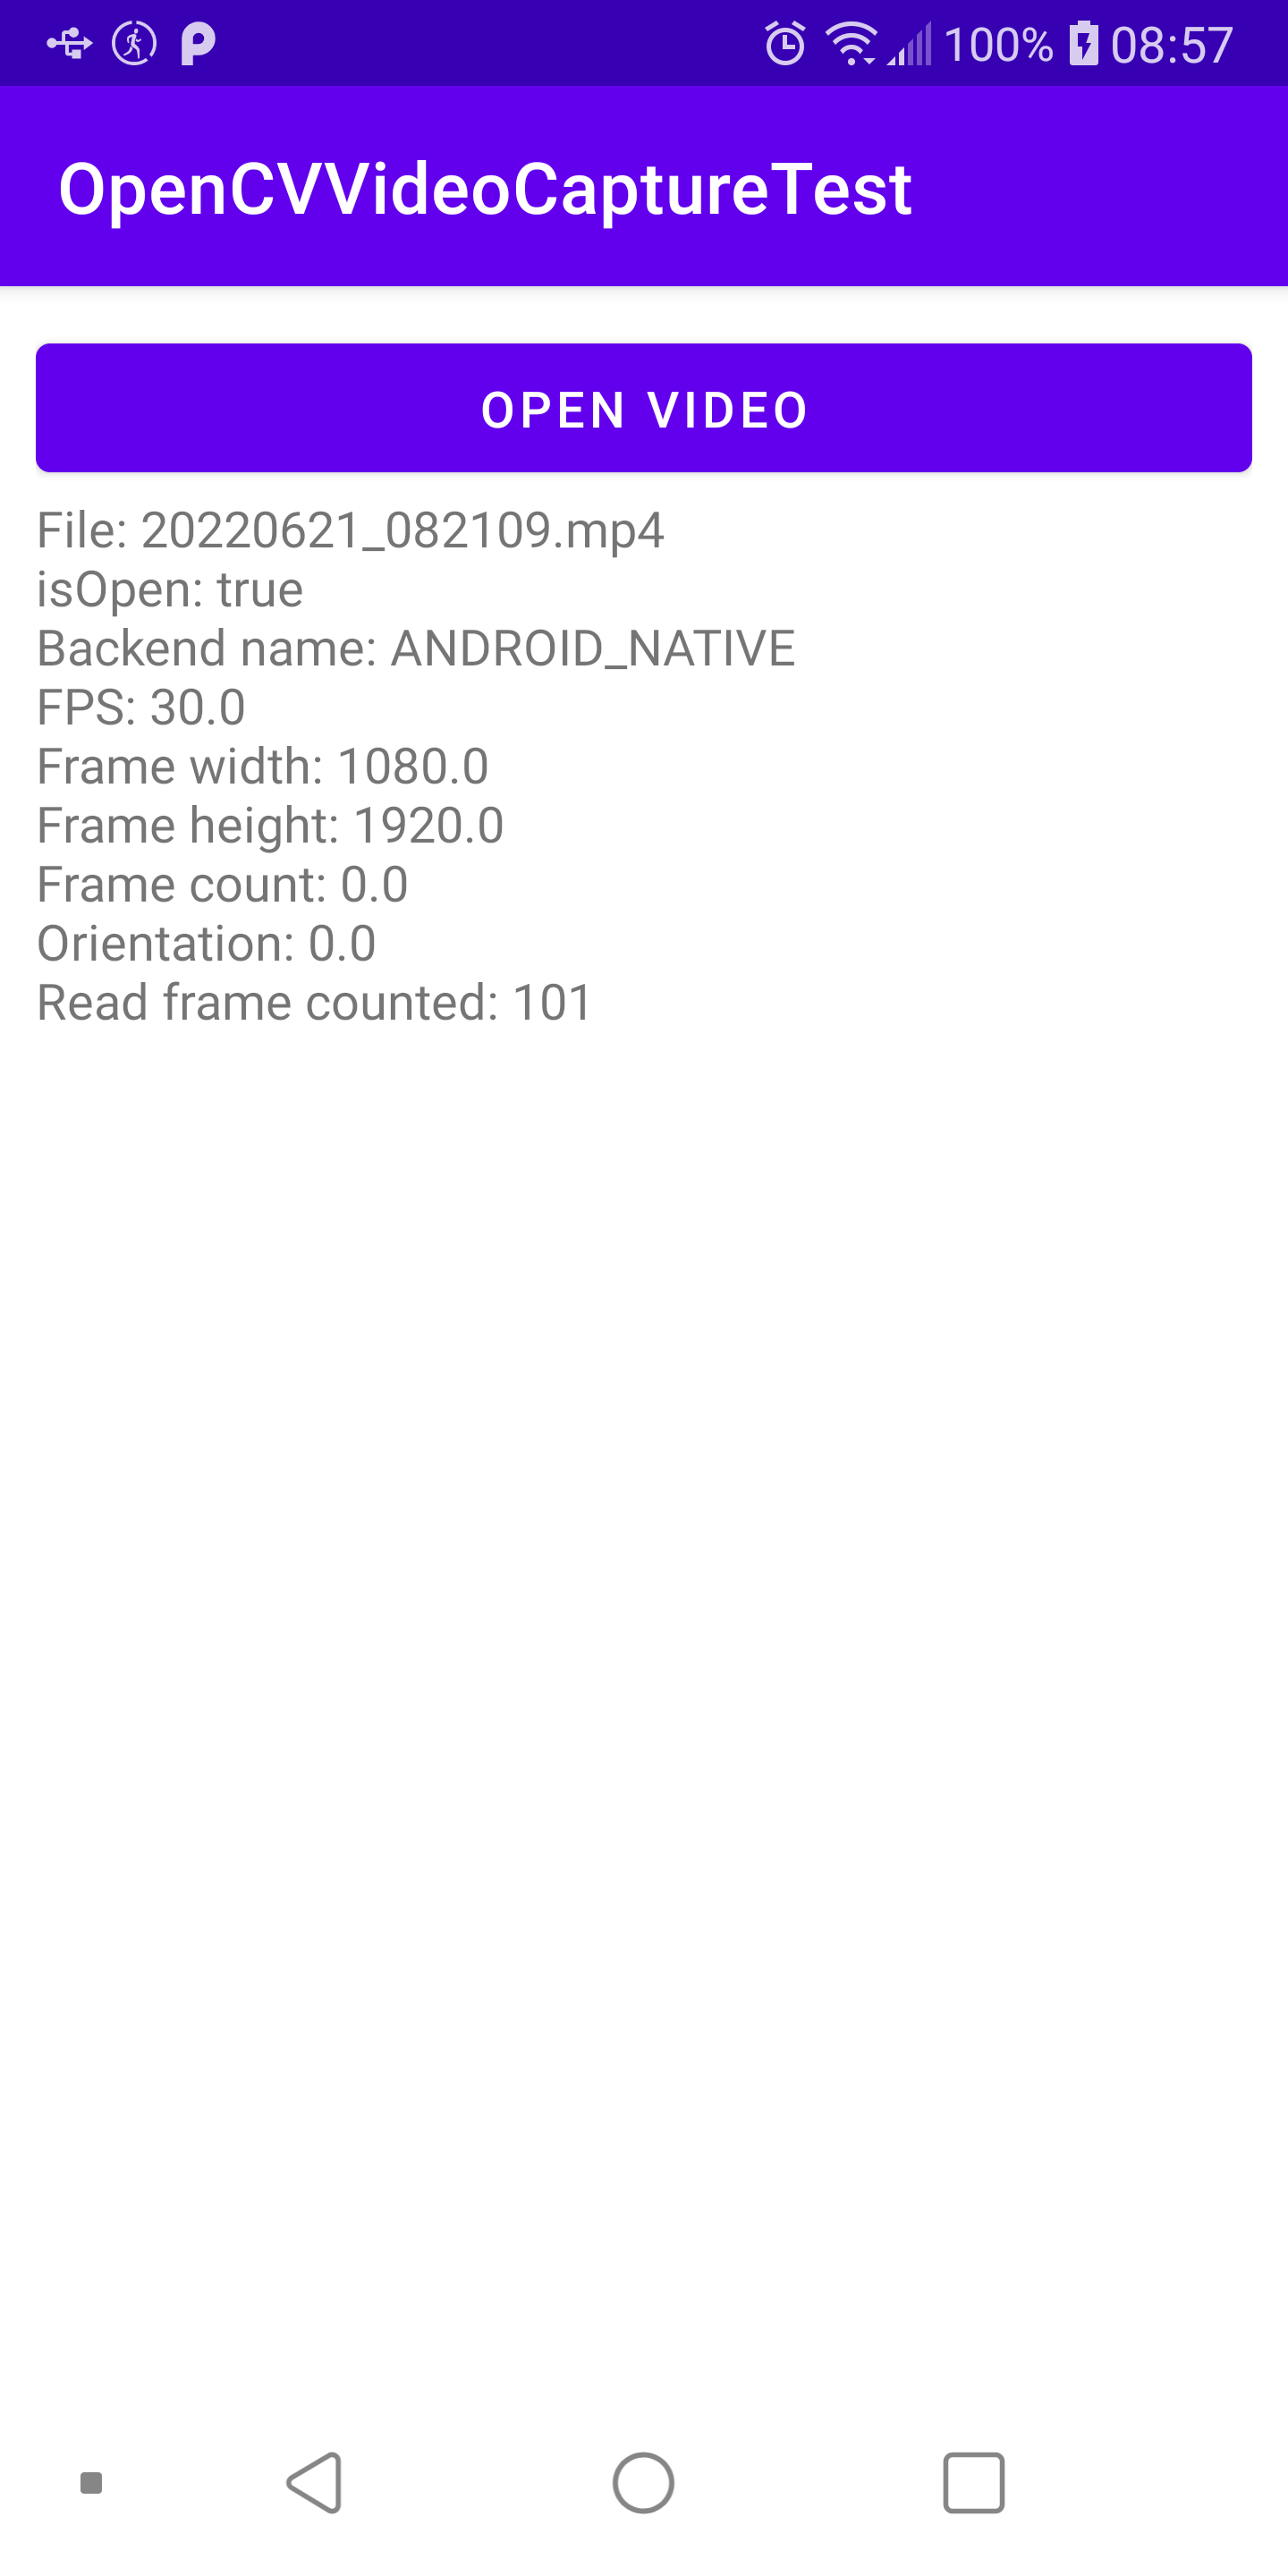 100% 08:57
OpenCVVideoCaptureTest
OPEN VIDEO
File: 20220621_082109.mp4
isOpen: true
Backend name: ANDROID_NATIVE
FPS: 30.0
Frame width: 1080.0
Frame height: 1920.0
Frame count: 0.0
Orientation: 0.0
Read frame counted: 101